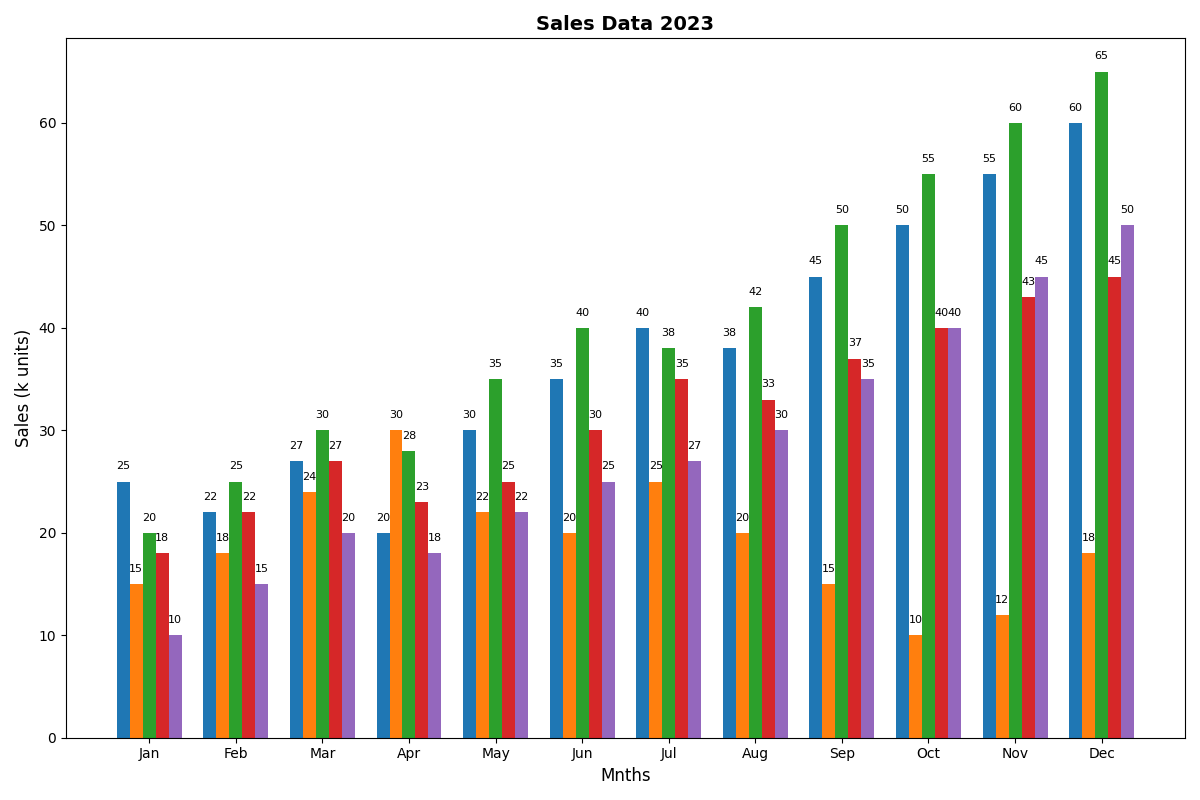 Sales Data 2023
Sales (k units)
60
50
40
30
20
10
0
25 15 20 18 10
22 18 25 22 15
27 24 30 27 20
20 30 28 23 18
30 22 35 25 22
35 20 40 30 25
40 25 38 35 27
38 20 42 33 30
45 15 50 37 35
50 10 55 40 40
55 12 60 43 45
60 18 65 45 50
Jan Feb Mar Apr May Jun Jul Aug Sep Oct Nov Dec
Mnths